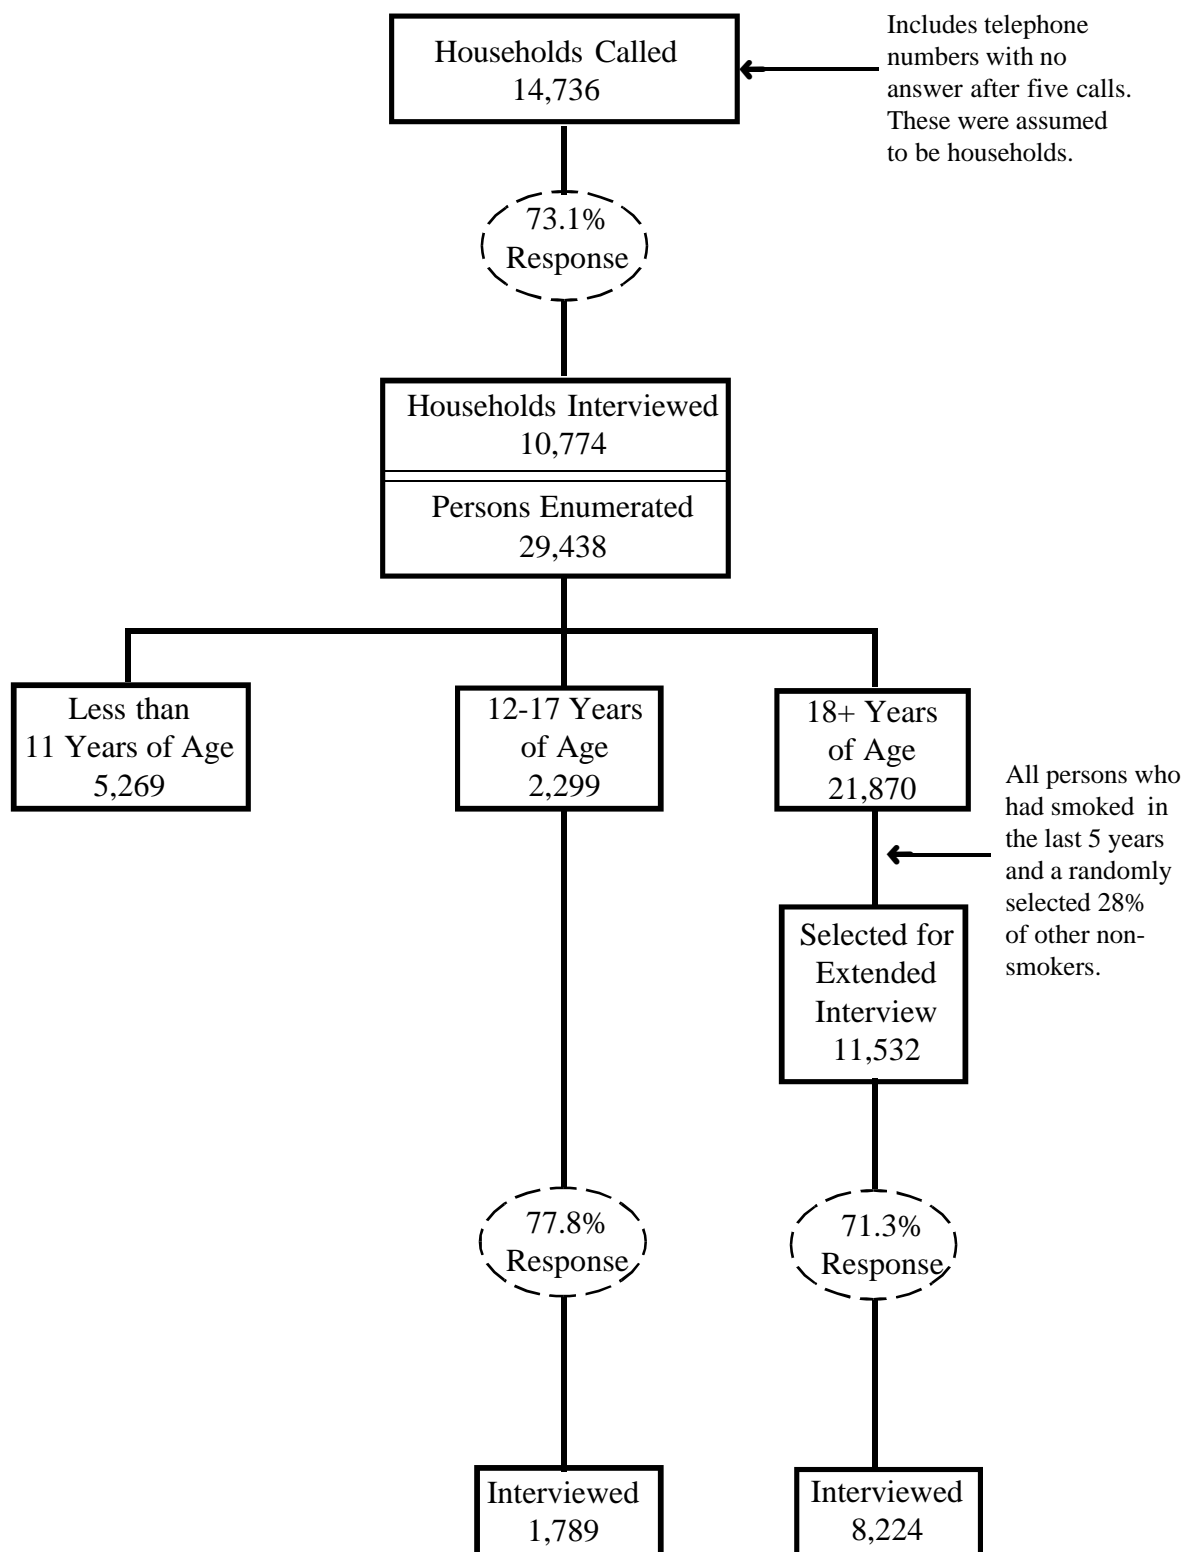 Households Called
14,736
Includes telephone
numbers with no
answer after five calls.
These were assumed
to be households.
73.1%
Response
Households Interviewed
10,774
Persons Enumerated
29,438
Less than
11 Years of Age
5,269
12-17 Years
of Age
2,299
18+ Years
of Age
21,870
All persons who
had smoked in
the last 5 years
and a randomly
selected 28%
of other non-
smokers.
Selected for
Extended
Interview
11,532
77.8%
Response
71.3%
Response
Interviewed
1,789
Interviewed
8,224